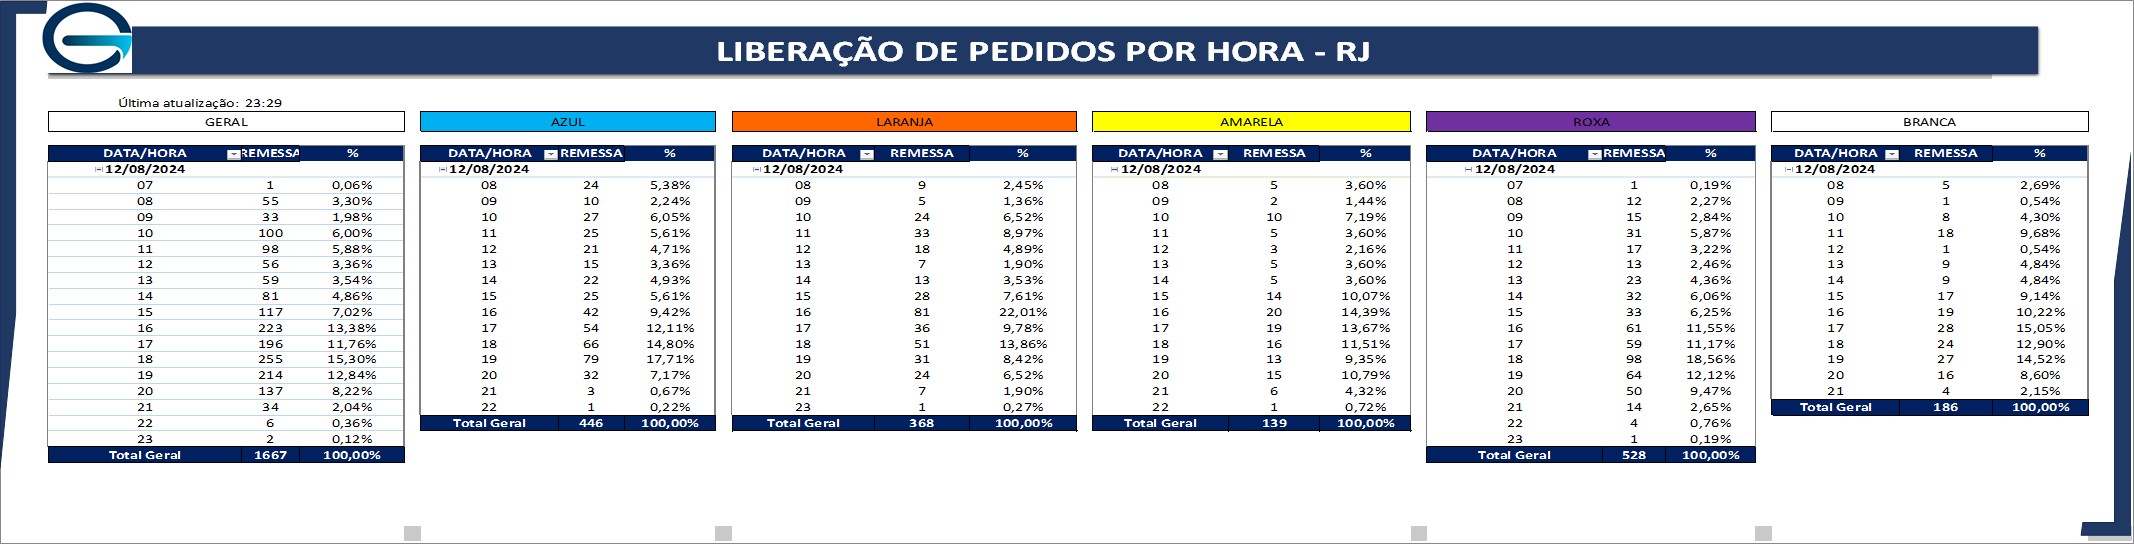 LIBERAÇÃO DE PEDIDOS POR HORA - RJ
Última atualização: 23:29
GERAL AZUL LARANJA AMARELA ROXA BRANCA
DATA/HORA REMESSA % DATA/HORA REMESSA % DATA/HORA REMESSA % DATA/HORA REMESSA % DATA/HORA REMESSA % DATA/HORA REMESSA %
12/08/2024 12/08/2024 12/08/2024 12/08/2024 12/08/2024 12/08/2024
07 1 0,06% 08 24 5,38% 08 9 2,45% 08 5 3,60% 07 1 0,19% 08 5 2,69%
08 55 3,30% 09 10 2,24% 09 5 1,36% 09 2 1,44% 08 12 2,27% 09 1 0,54%
09 33 1,98% 10 27 6,05% 10 24 6,52% 10 10 7,19% 09 15 2,84% 10 8 4,30%
10 100 6,00% 11 25 5,61% 11 33 8,97% 11 5 3,60% 10 31 5,87% 11 18 9,68%
11 98 5,88% 12 21 4,71% 12 18 4,89% 12 3 2,16% 11 17 3,22% 12 1 0,54%
12 56 3,36% 13 15 3,36% 13 7 1,90% 13 5 3,60% 12 13 2,46% 13 9 4,84%
13 59 3,54% 14 22 4,93% 14 13 3,53% 14 5 3,60% 13 23 4,36% 14 9 4,84%
14 81 4,86% 15 25 5,61% 15 28 7,61% 15 14 10,07% 14 32 6,06% 15 17 9,14%
15 117 7,02% 16 42 9,42% 16 81 22,01% 16 20 14,39% 15 33 6,25% 16 19 10,22%
16 223 13,38% 17 54 12,11% 17 36 9,78% 17 19 13,67% 16 61 11,55% 17 28 15,05%
17 196 11,76% 18 66 14,80% 18 51 13,86% 18 16 11,51% 17 59 11,17% 18 24 12,90%
18 255 15,30% 19 79 17,71% 19 31 8,42% 19 13 9,35% 18 98 18,56% 19 27 14,52%
19 214 12,84% 20 32 7,17% 20 24 6,52% 20 15 10,79% 19 64 12,12% 20 16 8,60%
20 137 8,22% 21 3 0,67% 21 7 1,90% 21 6 4,32% 20 50 9,47% 21 4 2,15%
21 34 2,04% 22 1 0,22% 23 1 0,27% 22 1 0,72% 21 14 2,65% Total Geral 186 100,00%
22 6 0,36% Total Geral 446 100,00% Total Geral 368 100,00% Total Geral 139 100,00% 22 4 0,76%
23 2 0,12% 23 1 0,19%
Total Geral 1667 100,00% Total Geral 528 100,00%